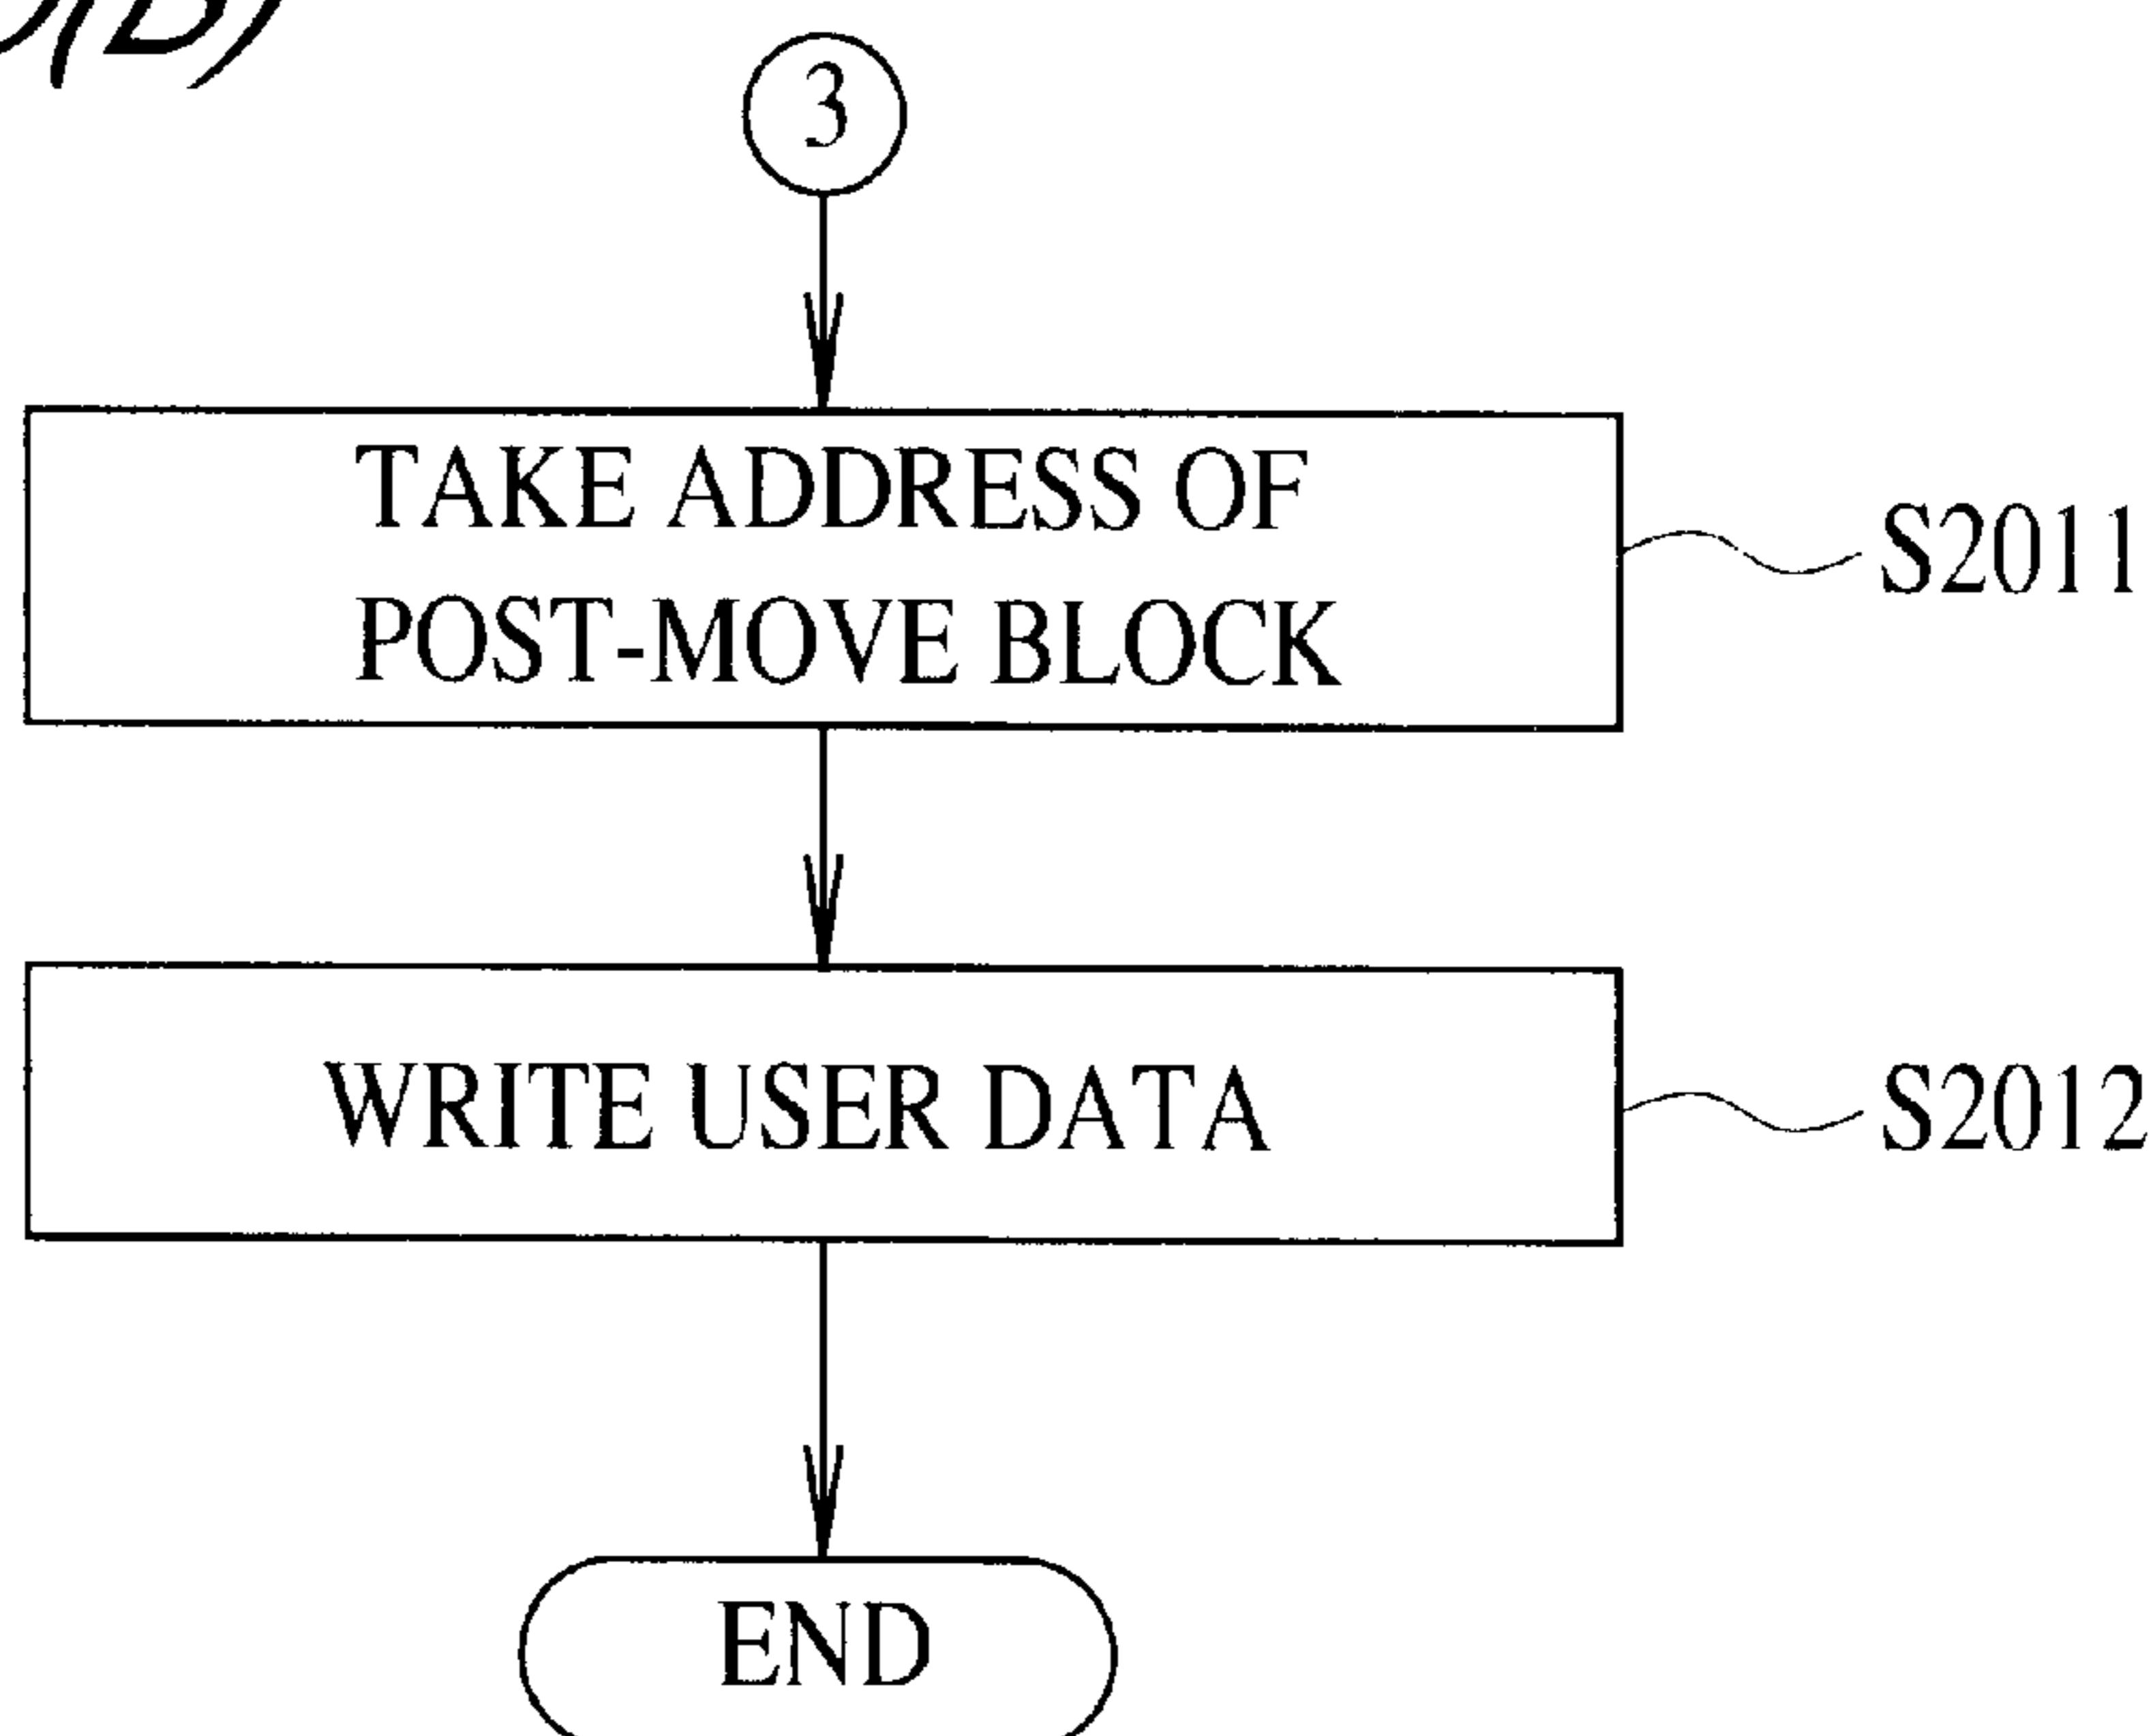 3
TAKE ADDRESS OF
POST-MOVE BLOCK
S2011
WRITE USER DATA
S2012
END